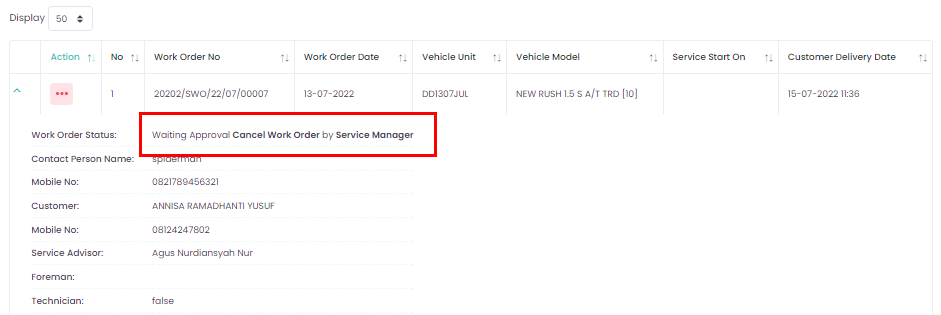 Display 50
Action No Work Order No Work Order Date Vehicle Unit Vehicle Model Service Start On Customer Delivery Date
1 20202/SWO/22/07/00007 13-07-2022 DD1307JUL NEW RUSH 1.5 S A/T TRD [10] 15-07-2022 11:36
Work Order Status: Waiting Approval Cancel Work Order by Service Manager
Contact Person Name: spiderman
Mobile No: 0821789456321
Customer: ANNISA RAMADHANTI YUSUF
Mobile No: 08124247802
Service Advisor: Agus Nurdiansyah Nur
Foreman:
Technician: false